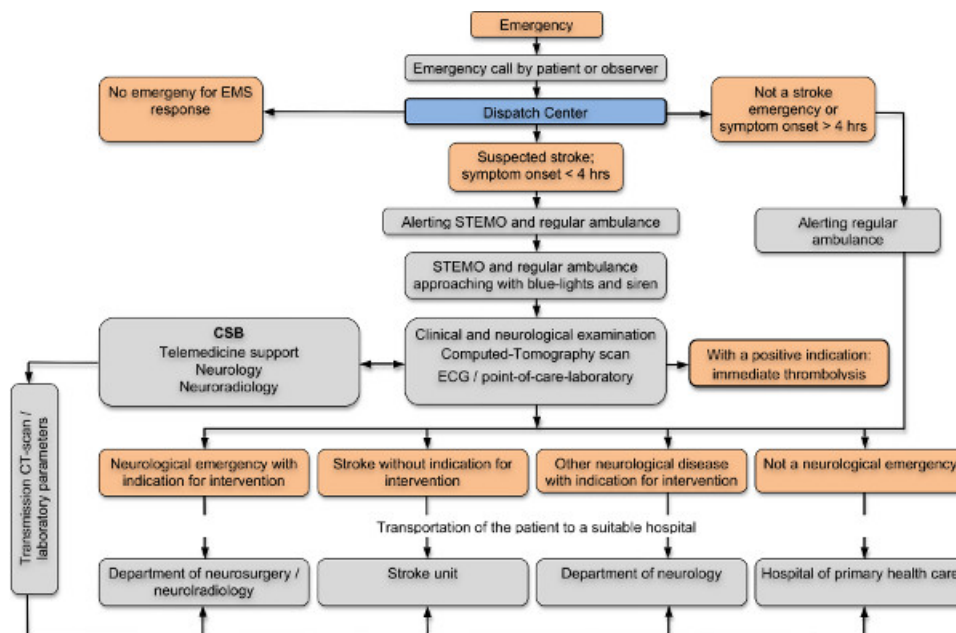 Emergency
Emergency call by patient or observer
No emergeny for EMS
response
Dispatch Center
Not a stroke
emergency or
symptom onset > 4 hrs
Suspected stroke;
symptom onset < 4 hrs
Alerting STEMO and regular ambulance
Alerting regular
ambulance
STEMO and regular ambulance
approaching with blue-lights and siren
CSB
Telemedicine support
Neurology
Neuroradiology
Clinical and neurological examination
Computed-Tomography scan
ECG / point-of-care-laboratory
With a positive indication:
immediate thrombolysis
Transmission CT-scan /
laboratory parameters
Neurological emergency with
indication for intervention
Stroke without indication for
intervention
Other neurological disease
with indication for intervention
Not a neurological emergency
Transportation of the patient to a suitable hospital
Department of neurosurgery /
neurolradiology
Stroke unit
Department of neurology
Hospital of primary health care